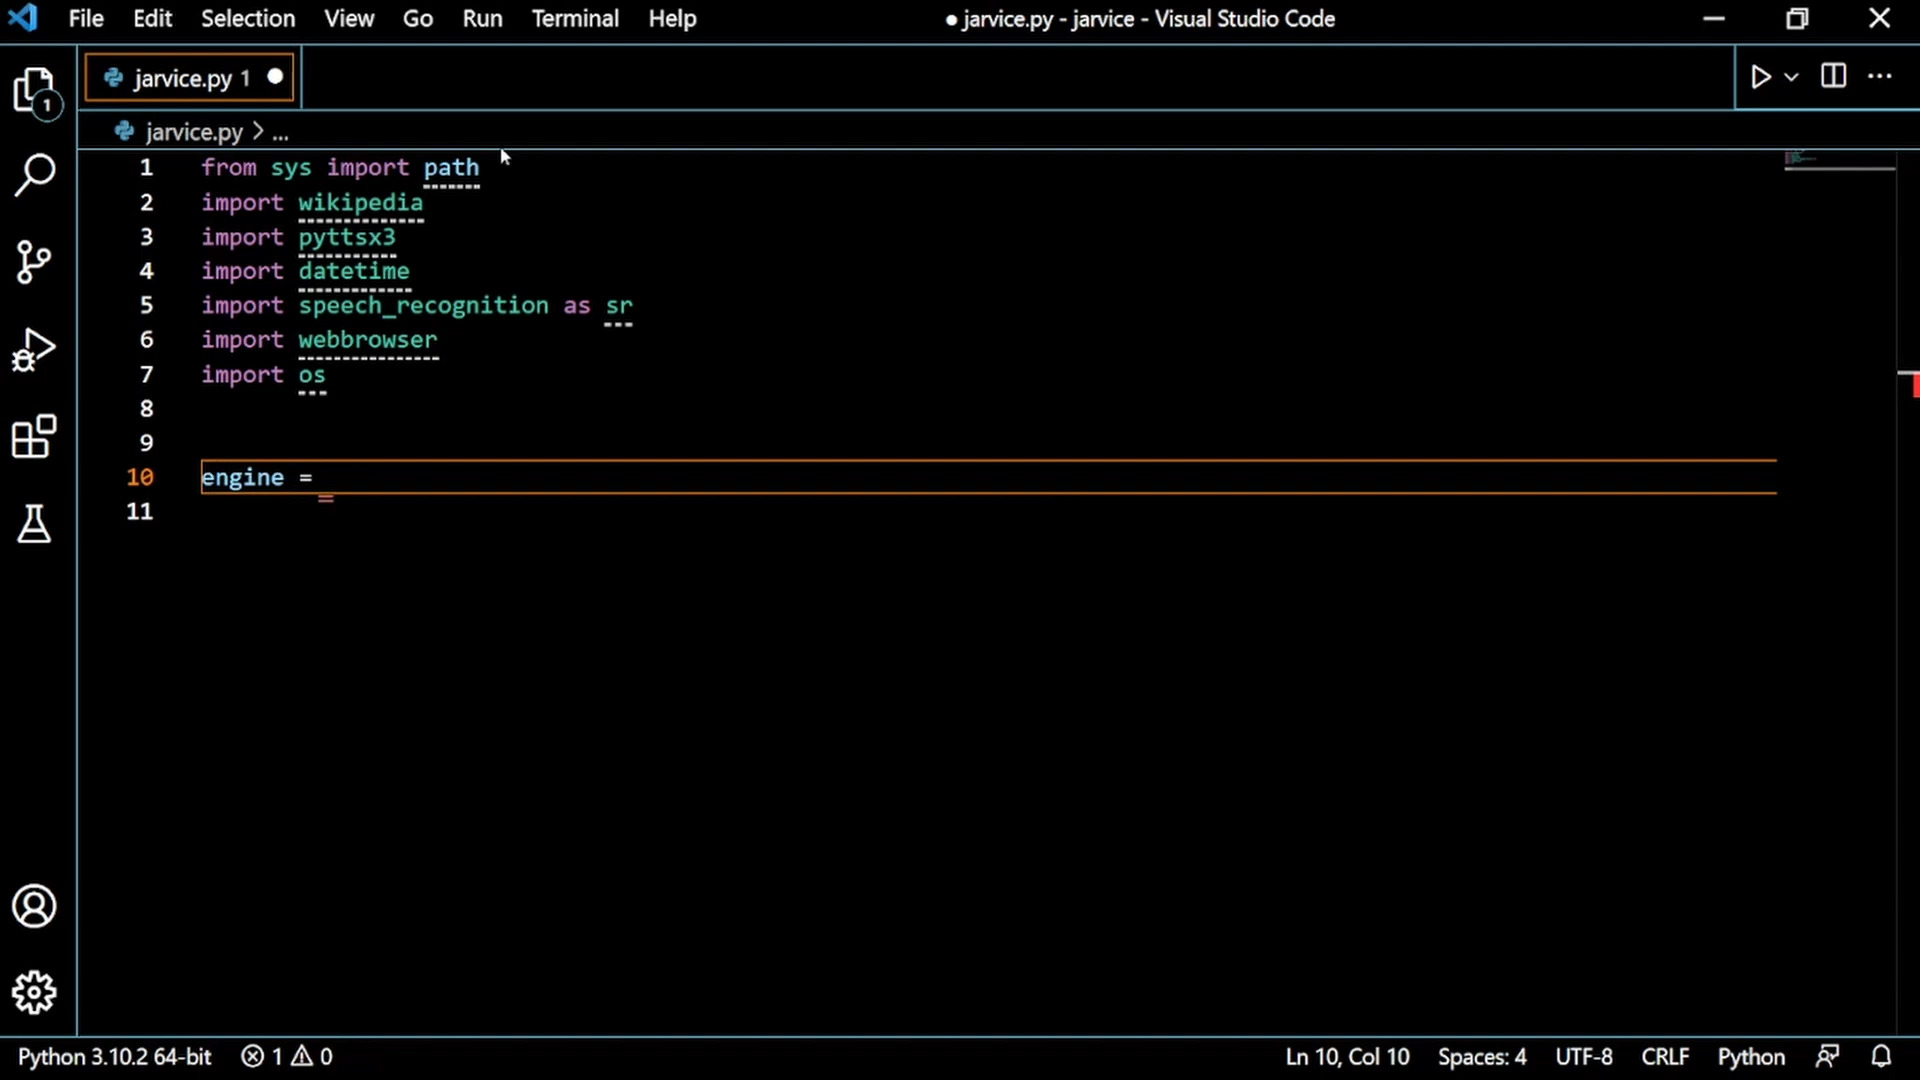 File Edit Selection View Go Run Terminal Help ● jarvice.py - jarvice - Visual Studio Code
jarvice.py 1 ●
1
jarvice.py > ...
1 from sys import path
2 import wikipedia
3 import pyttsx3
4 import datetime
5 import speech_recognition as sr
6 import webbrowser
7 import os
8
9
10 engine =
11
Python 3.10.2 64-bit 1 0 Ln 10, Col 10 Spaces: 4 UTF-8 CRLF Python